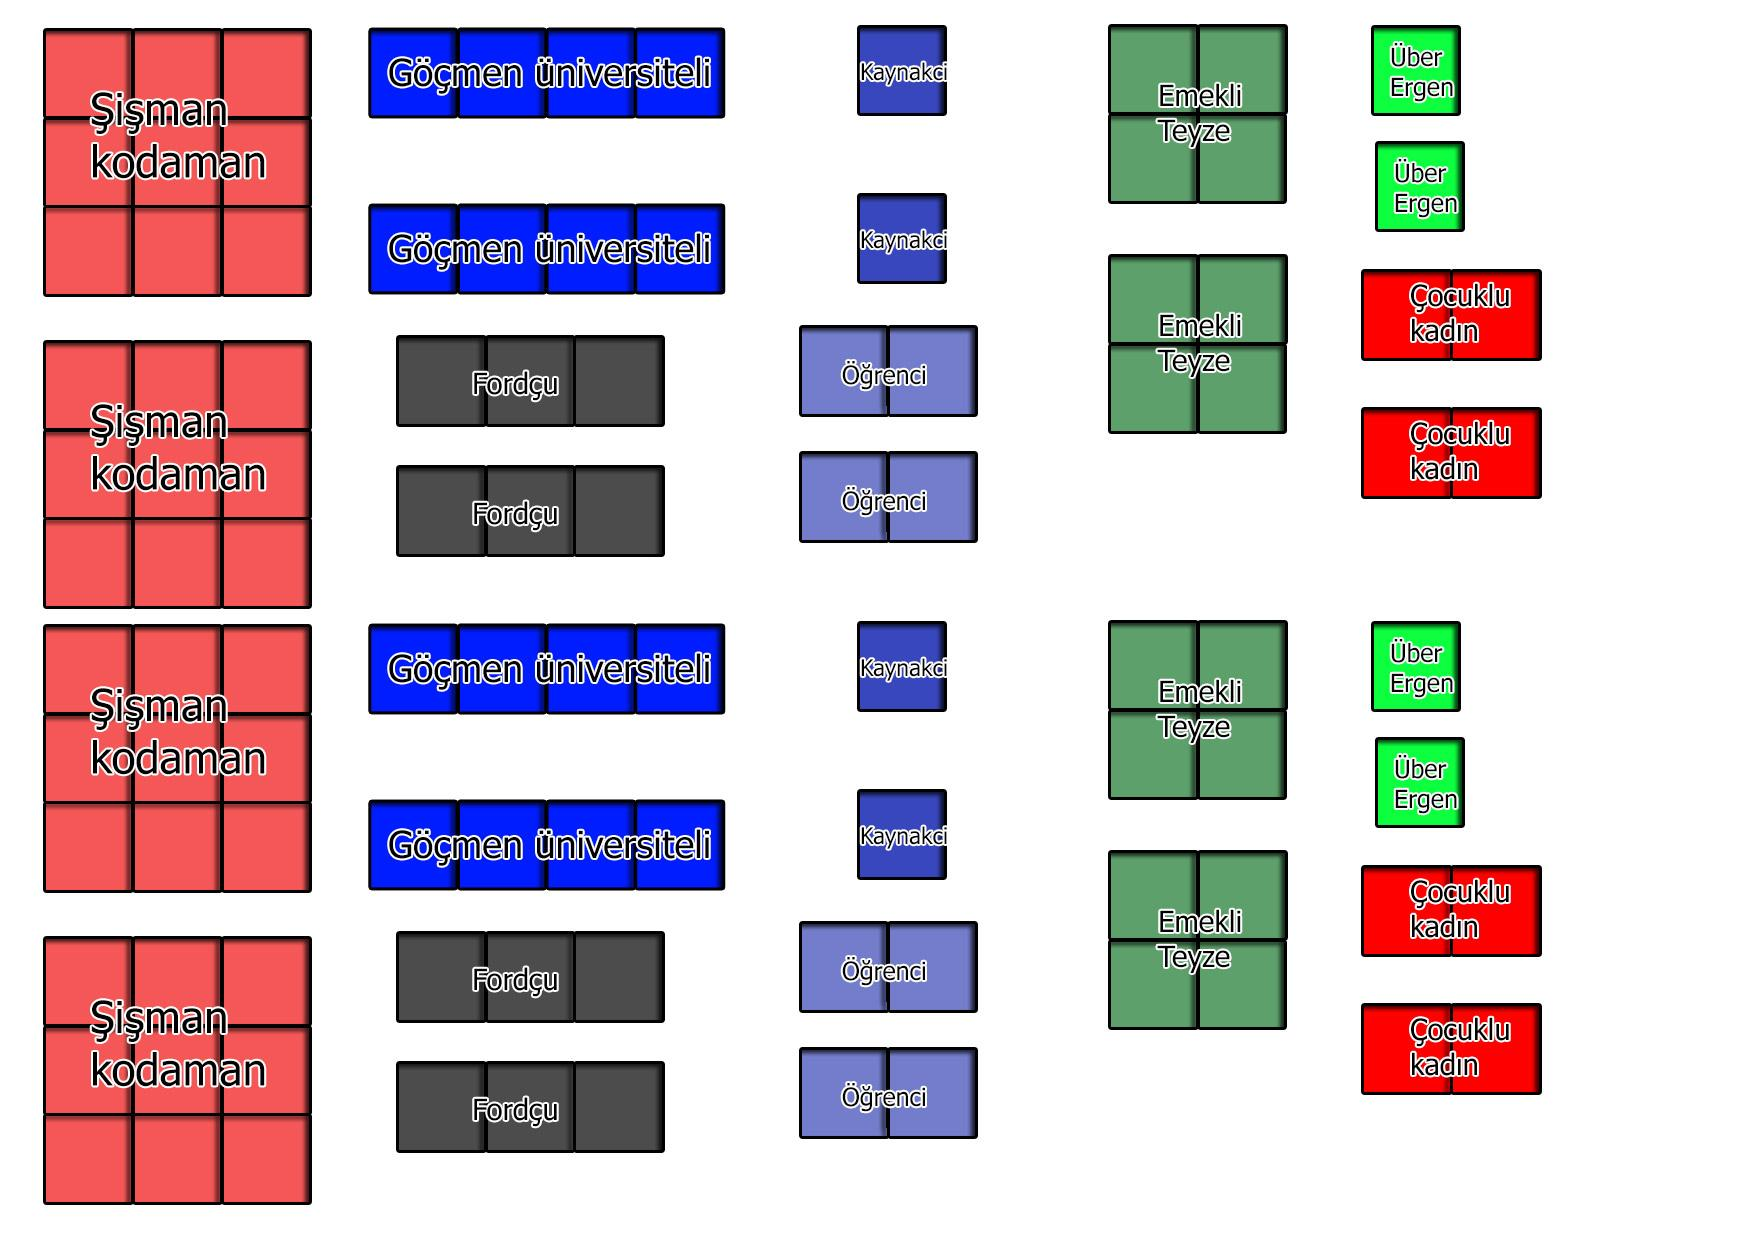 Şişman
kodaman
Göçmen üniversiteli
Kaynakci
Emekli
Teyze
Über
Ergen
Über
Ergen
Göçmen üniversiteli
Kaynakci
Emekli
Teyze
Çocuklu
kadın
Şişman
kodaman
Fordçu
Öğrenci
Çocuklu
kadın
Fordçu
Öğrenci
Şişman
kodaman
Göçmen üniversiteli
Kaynakci
Emekli
Teyze
Über
Ergen
Über
Ergen
Göçmen üniversiteli
Kaynakci
Emekli
Teyze
Çocuklu
kadın
Şişman
kodaman
Fordçu
Öğrenci
Çocuklu
kadın
Fordçu
Öğrenci